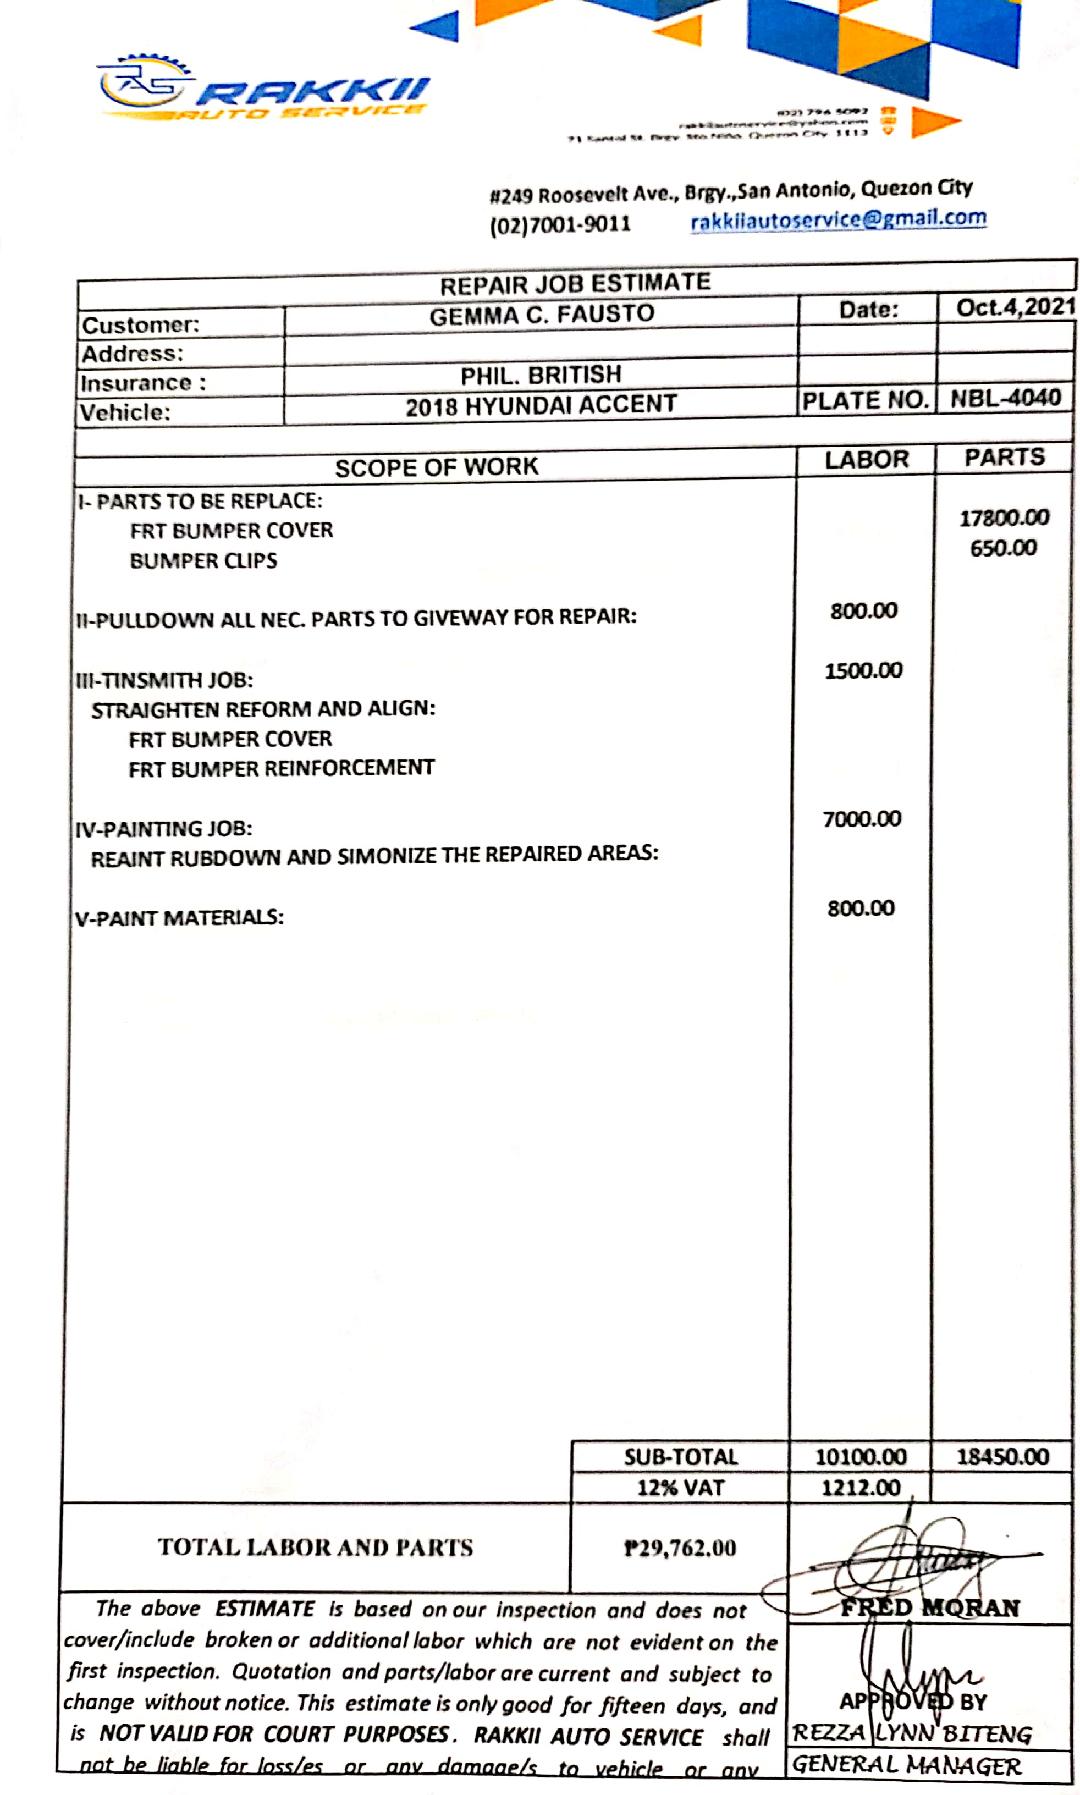 RAS RAKKII
AUTO SERVICE
(02) 794 5092
rakkiiautoservice@yahoo.com
71 Santol St. Brgy. Sto.Niño, Quezon City 1113
#249 Roosevelt Ave., Brgy.,San Antonio, Quezon City
(02)7001-9011 rakkiiautoservice@gmail.com
REPAIR JOB ESTIMATE
Customer: GEMMA C. FAUSTO Date: Oct.4,2021
Address:
Insurance : PHIL. BRITISH
Vehicle: 2018 HYUNDAI ACCENT PLATE NO. NBL-4040
SCOPE OF WORK LABOR PARTS
I- PARTS TO BE REPLACE:
FRT BUMPER COVER 17800.00
BUMPER CLIPS 650.00
II-PULLDOWN ALL NEC. PARTS TO GIVEWAY FOR REPAIR: 800.00
III-TINSMITH JOB: 1500.00
STRAIGHTEN REFORM AND ALIGN:
FRT BUMPER COVER
FRT BUMPER REINFORCEMENT
IV-PAINTING JOB: 7000.00
REAINT RUBDOWN AND SIMONIZE THE REPAIRED AREAS:
V-PAINT MATERIALS: 800.00
SUB-TOTAL 10100.00 18450.00
12% VAT 1212.00
TOTAL LABOR AND PARTS ₱29,762.00
FRED MORAN
The above ESTIMATE is based on our inspection and does not
cover/include broken or additional labor which are not evident on the
first inspection. Quotation and parts/labor are current and subject to
change without notice. This estimate is only good for fifteen days, and
is NOT VALID FOR COURT PURPOSES. RAKKII AUTO SERVICE shall
not be liable for loss/es or any damage/s to vehicle or any
APPROVED BY
REZZA LYNN BITENG
GENERAL MANAGER